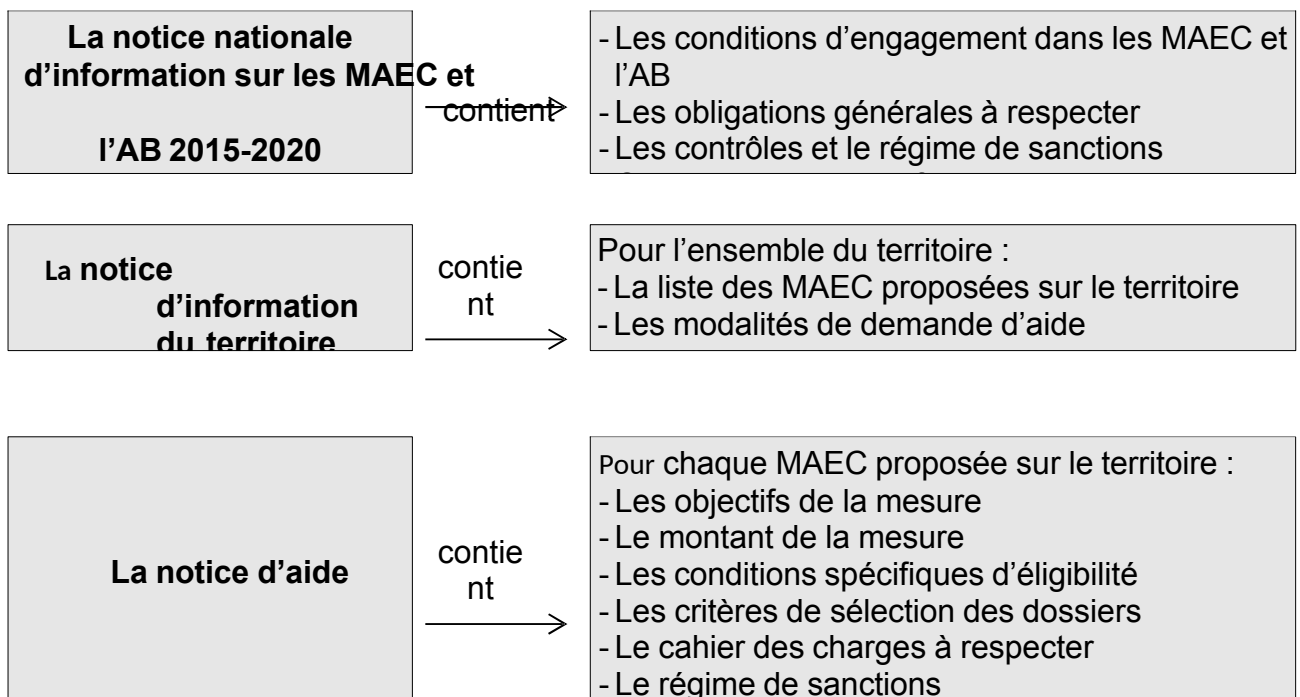 La notice nationale
d’information sur les MAEC et
l’AB 2015-2020
contient
- Les conditions d’engagement dans les MAEC et
l’AB
- Les obligations générales à respecter
- Les contrôles et le régime de sanctions
La notice
d’information
du territoire
contie
nt
Pour l’ensemble du territoire :
- La liste des MAEC proposées sur le territoire
- Les modalités de demande d’aide
La notice d’aide
contie
nt
Pour chaque MAEC proposée sur le territoire :
- Les objectifs de la mesure
- Le montant de la mesure
- Les conditions spécifiques d’éligibilité
- Les critères de sélection des dossiers
- Le cahier des charges à respecter
- Le régime de sanctions